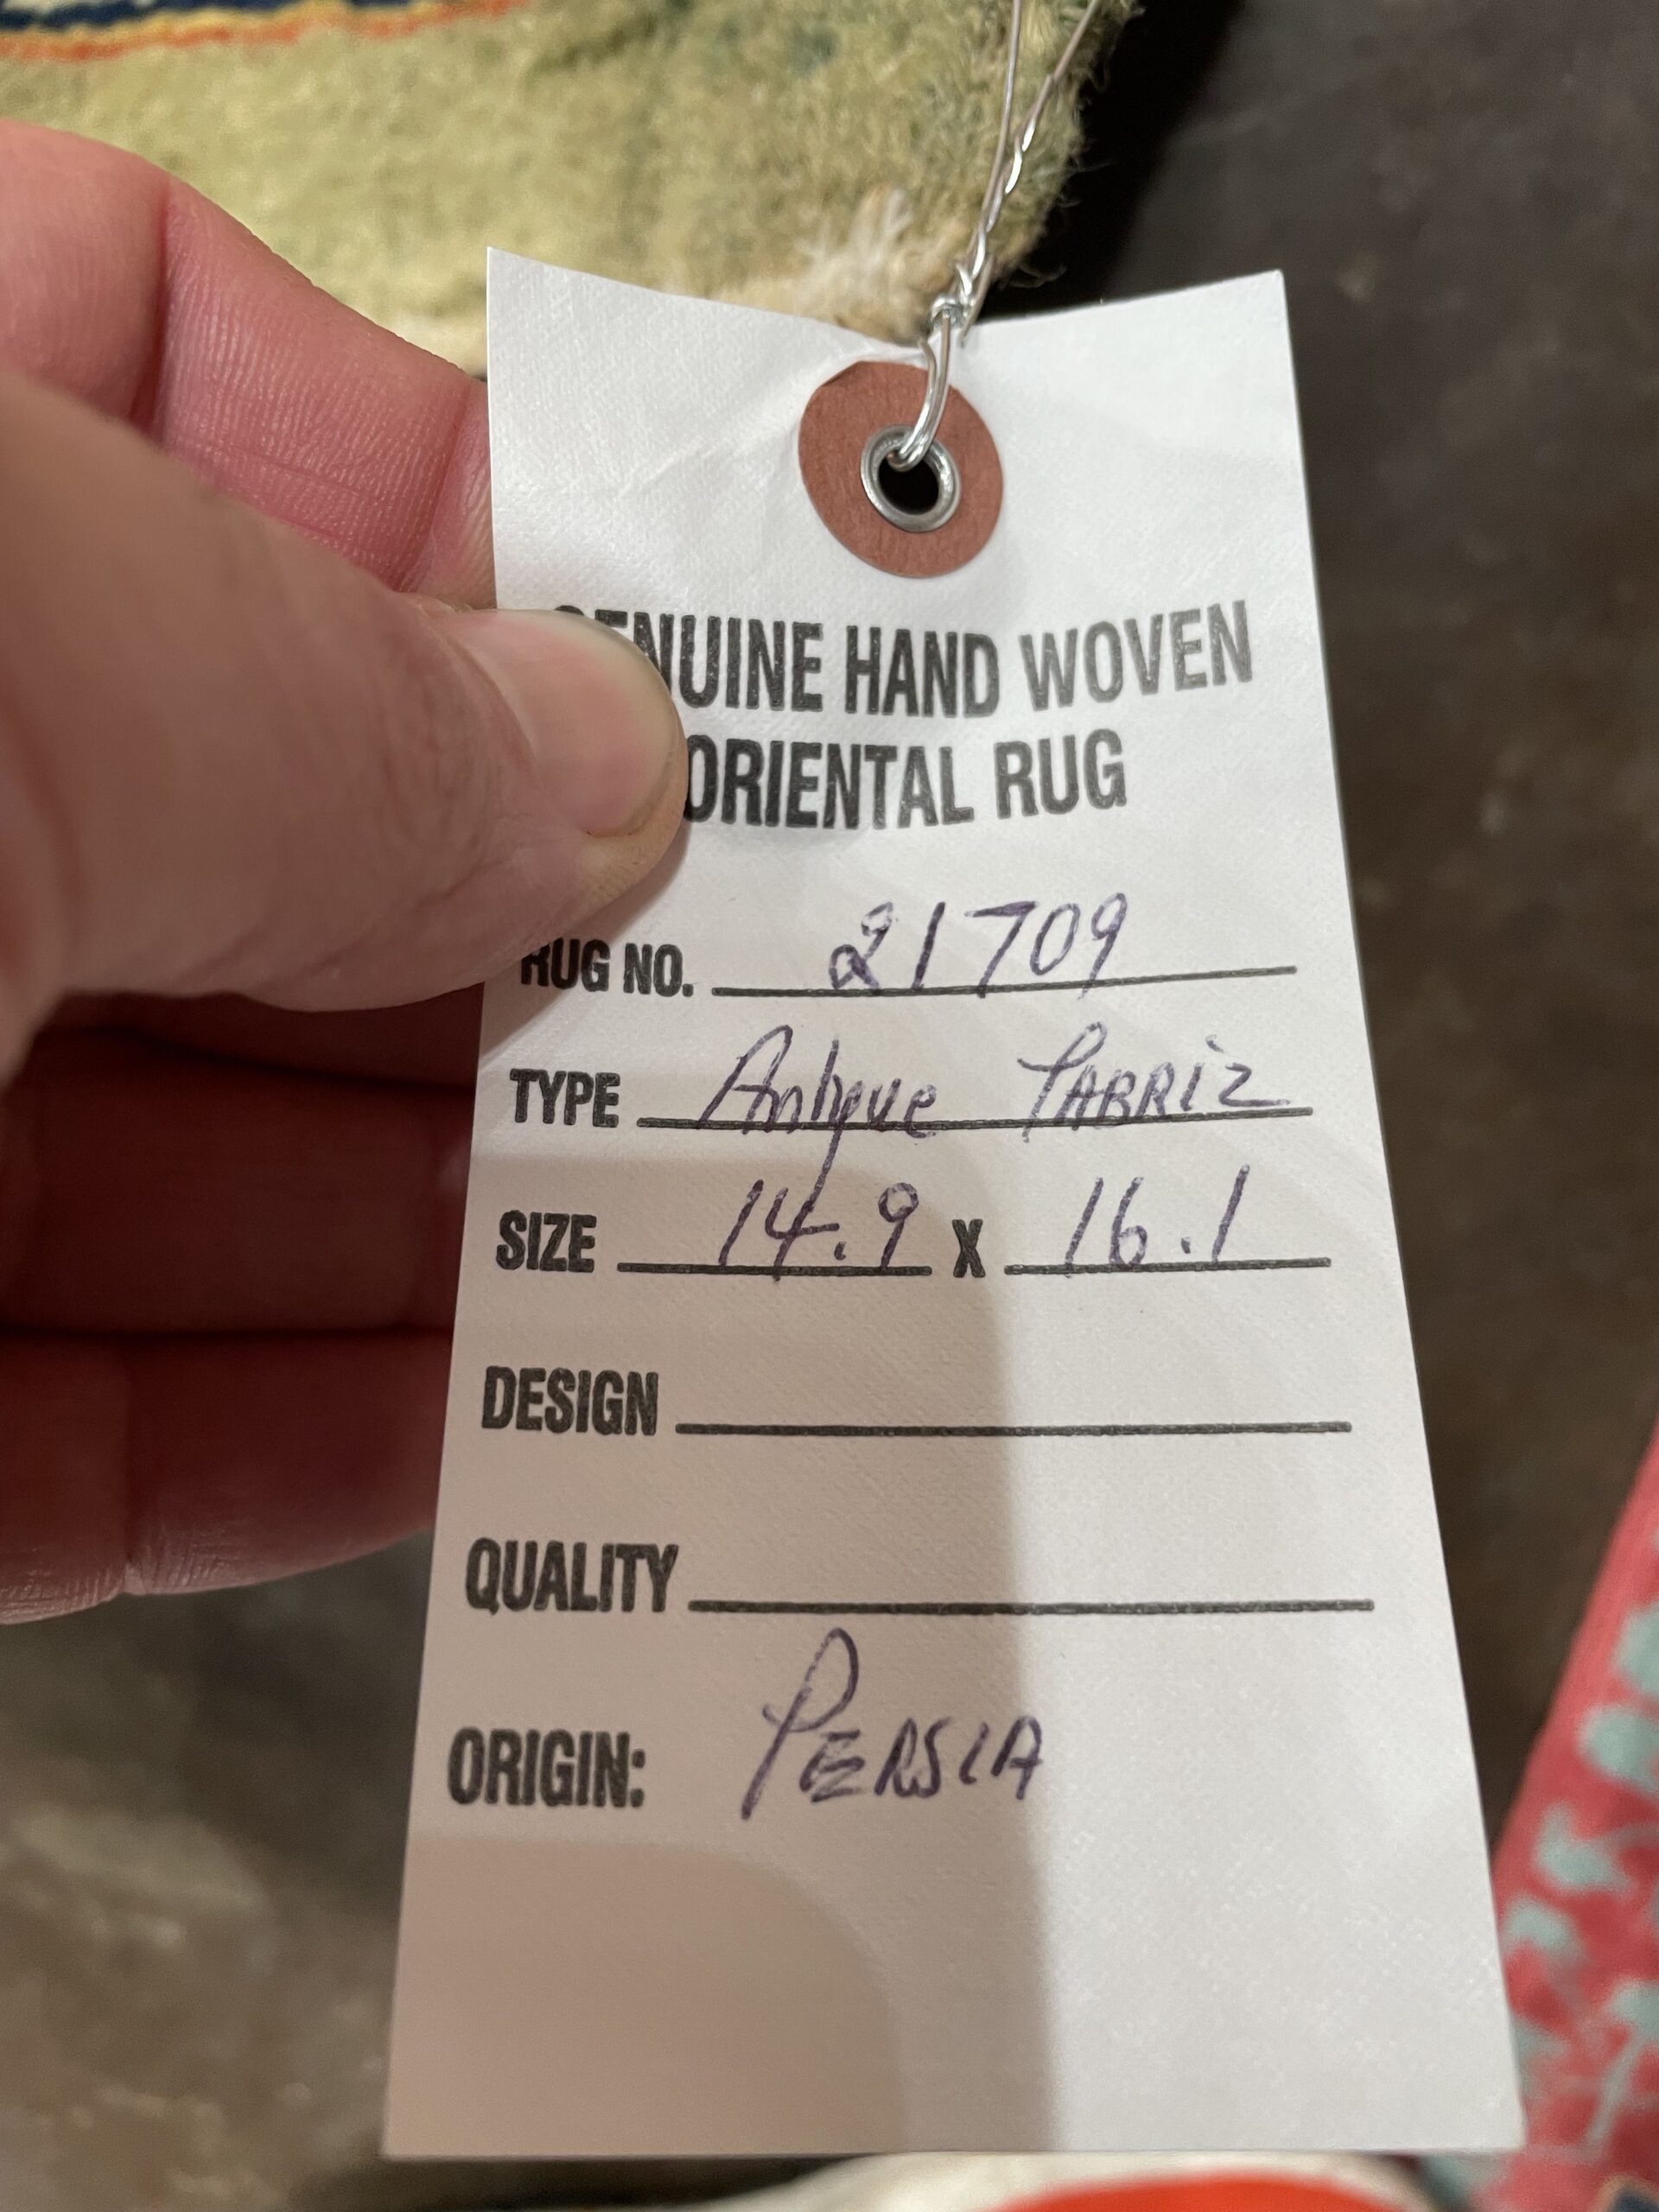 GENUINE HAND WOVEN
ORIENTAL RUG
RUG NO. 21709
TYPE Antique TABRIZ
SIZE 14.9 X 16.1
DESIGN
QUALITY
ORIGIN: PERSIA